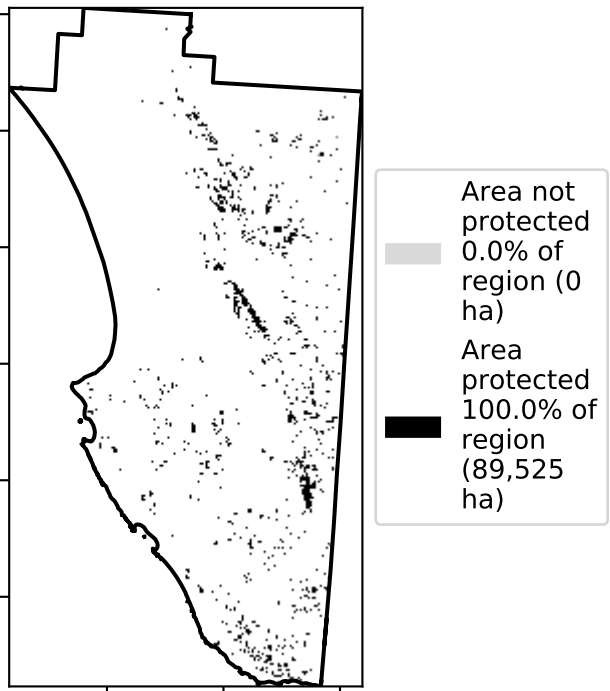 Area not
protected
0.0% of
region (0
ha)
Area
protected
100.0% of
region
(89,525
ha)